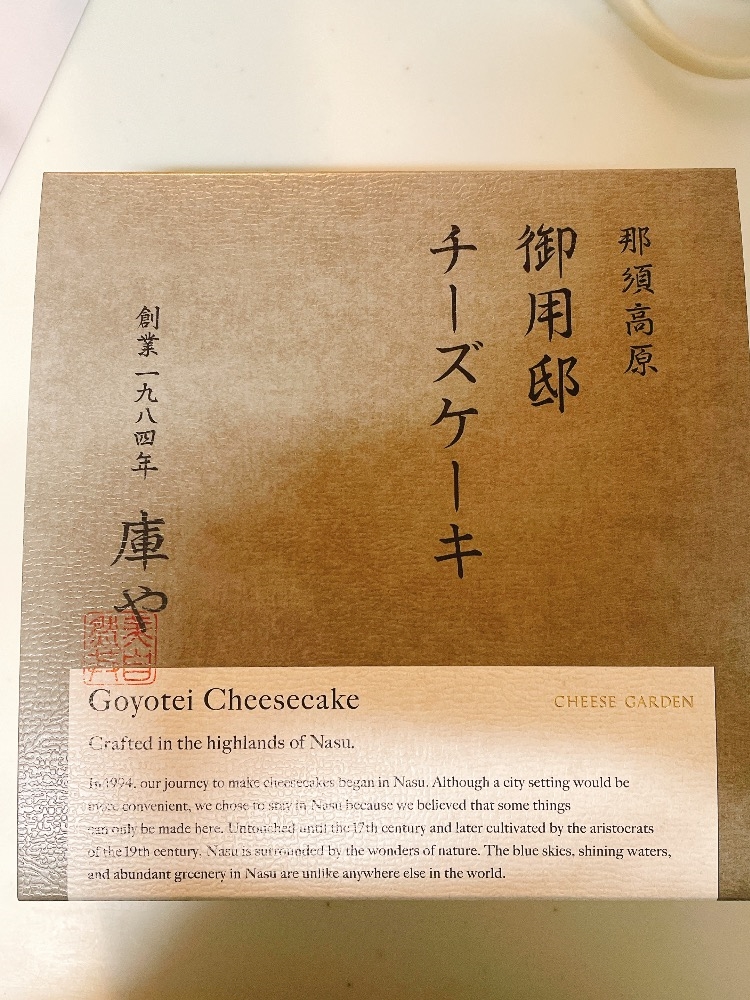 那須高原
御用邸
チーズケーキ
創業一九八四年
庫や
Goyotei Cheesecake
CHEESE GARDEN
Crafted in the highlands of Nasu.
In 1994, our journey to make cheesecakes began in Nasu. Although a city setting would be
more convenient, we chose to stay in Nasu because we believed that some things
can only be made here. Untouched until the 17th century and later cultivated by the aristocrats
of the 19th century, Nasu is surrounded by the wonders of nature. The blue skies, shining waters,
and abundant greenery in Nasu are unlike anywhere else in the world.